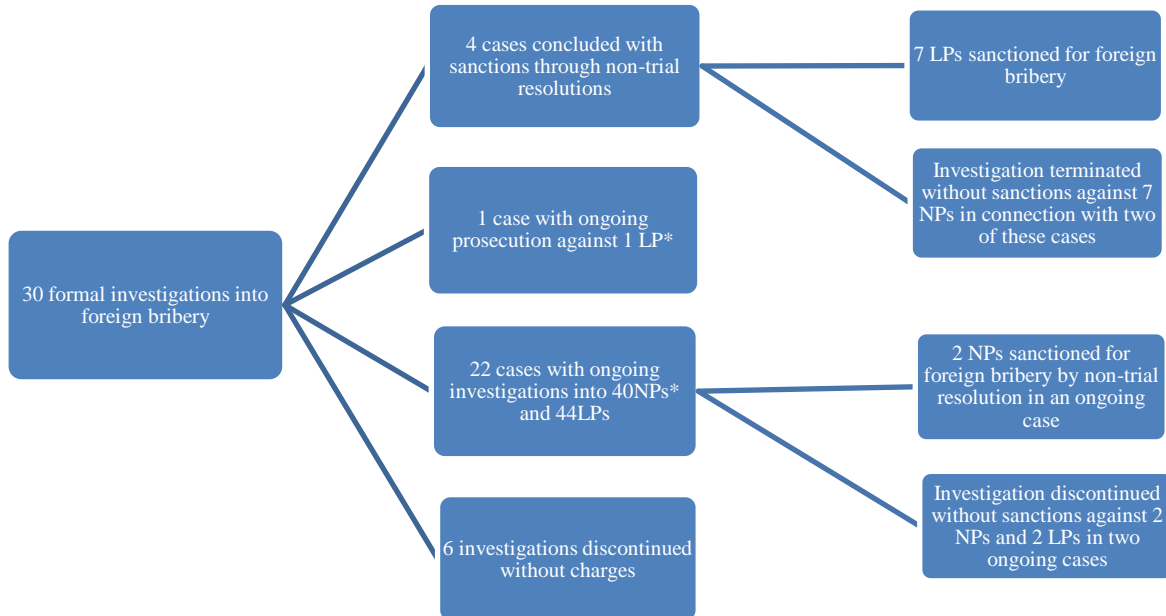 30 formal investigations into
foreign bribery
4 cases concluded with
sanctions through non-trial
resolutions
1 case with ongoing
prosecution against 1 LP*
22 cases with ongoing
investigations into 40NPs*
and 44LPs
6 investigations discontinued
without charges
7 LPs sanctioned for foreign
bribery
Investigation terminated
without sanctions against 7
NPs in connection with two
of these cases
2 NPs sanctioned for
foreign bribery by non-trial
resolution in an ongoing
case
Investigation discontinued
without sanctions against 2
NPs and 2 LPs in two
ongoing cases